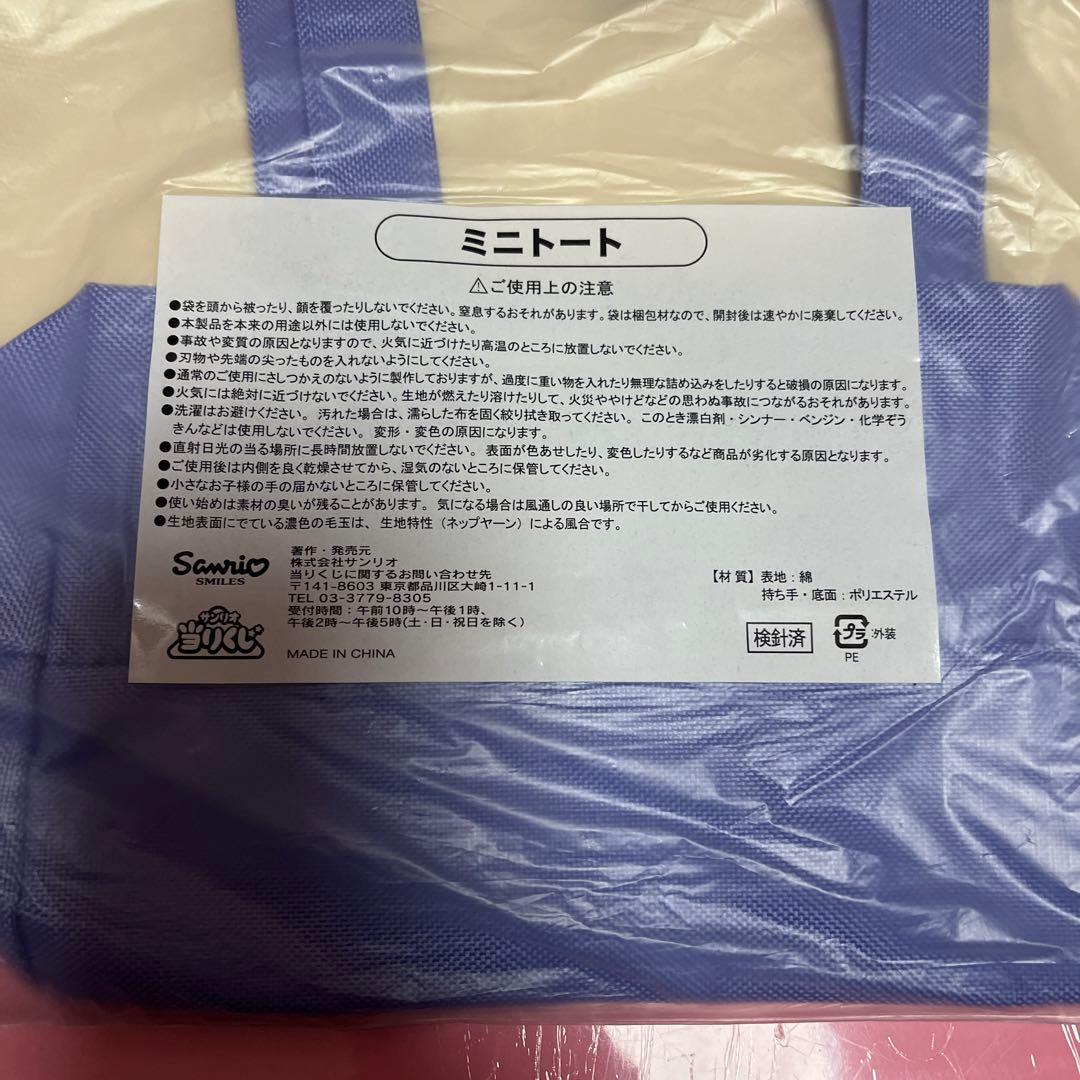 ミニトート
⚠ご使用上の注意
●袋を頭から被ったり、顔を覆ったりしないでください。窒息するおそれがあります。袋は梱包材なので、開封後は速やかに廃棄してください。
●本製品を本来の用途以外には使用しないでください。
●事故や変質の原因となりますので、火気に近づけたり高温のところに放置しないでください。
●刃物や先端の尖ったものを入れないようにしてください。
●通常のご使用にさしつかえのないように製作しておりますが、過度に重い物を入れたり無理な詰め込みをしたりすると破損の原因になります。
●火気には絶対に近づけないでください。生地が燃えたり溶けたりして、火災ややけどなどの思わぬ事故につながるおそれがあります。
●洗濯はお避けください。汚れた場合は、濡らした布を固く絞り拭き取ってください。このとき漂白剤・シンナー・ベンジン・化学ぞう
きんなどは使用しないでください。変形・変色の原因になります。
●直射日光の当る場所に長時間放置しないでください。表面が色あせしたり、変色したりするなど商品が劣化する原因となります。
●ご使用後は内側を良く乾燥させてから、湿気のないところに保管してください。
●小さなお子様の手の届かないところに保管してください。
●使い始めは素材の臭いが残ることがあります。気になる場合は風通しの良い場所で干してからご使用ください。
●生地表面にでている濃色の毛玉は、生地特性（ネップヤーン）による風合です。
Sanrio
SMILES
サンリオ
当りくじ
著作・発売元
株式会社サンリオ
当りくじに関するお問い合わせ先
〒141-8603 東京都品川区大崎1-11-1
TEL 03-3779-8305
受付時間：午前10時～午後1時、
午後2時～午後5時(土・日・祝日を除く)
MADE IN CHINA
【材質】表地：綿
持ち手・底面：ポリエステル
検針済
プラ：外装
PE